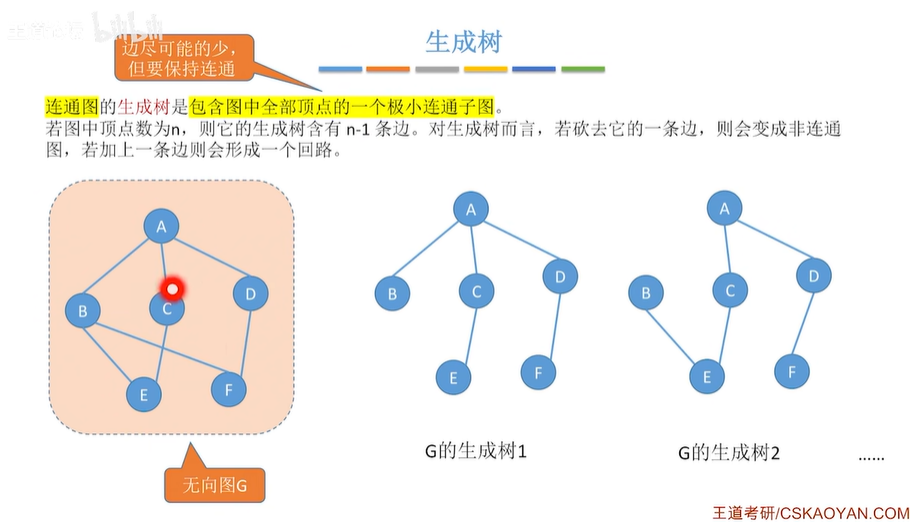 边尽可能的少，
但要保持连通
生成树
连通图的生成树是包含图中全部顶点的一个极小连通子图。
若图中顶点数为n，则它的生成树含有 n-1 条边。对生成树而言，若砍去它的一条边，则会变成非连通
图，若加上一条边则会形成一个回路。
A
B
C
D
E
F
无向图G
A
B
C
D
E
F
G的生成树1
A
B
C
D
E
F
G的生成树2
……
王道考研/CSKAOYAN.COM